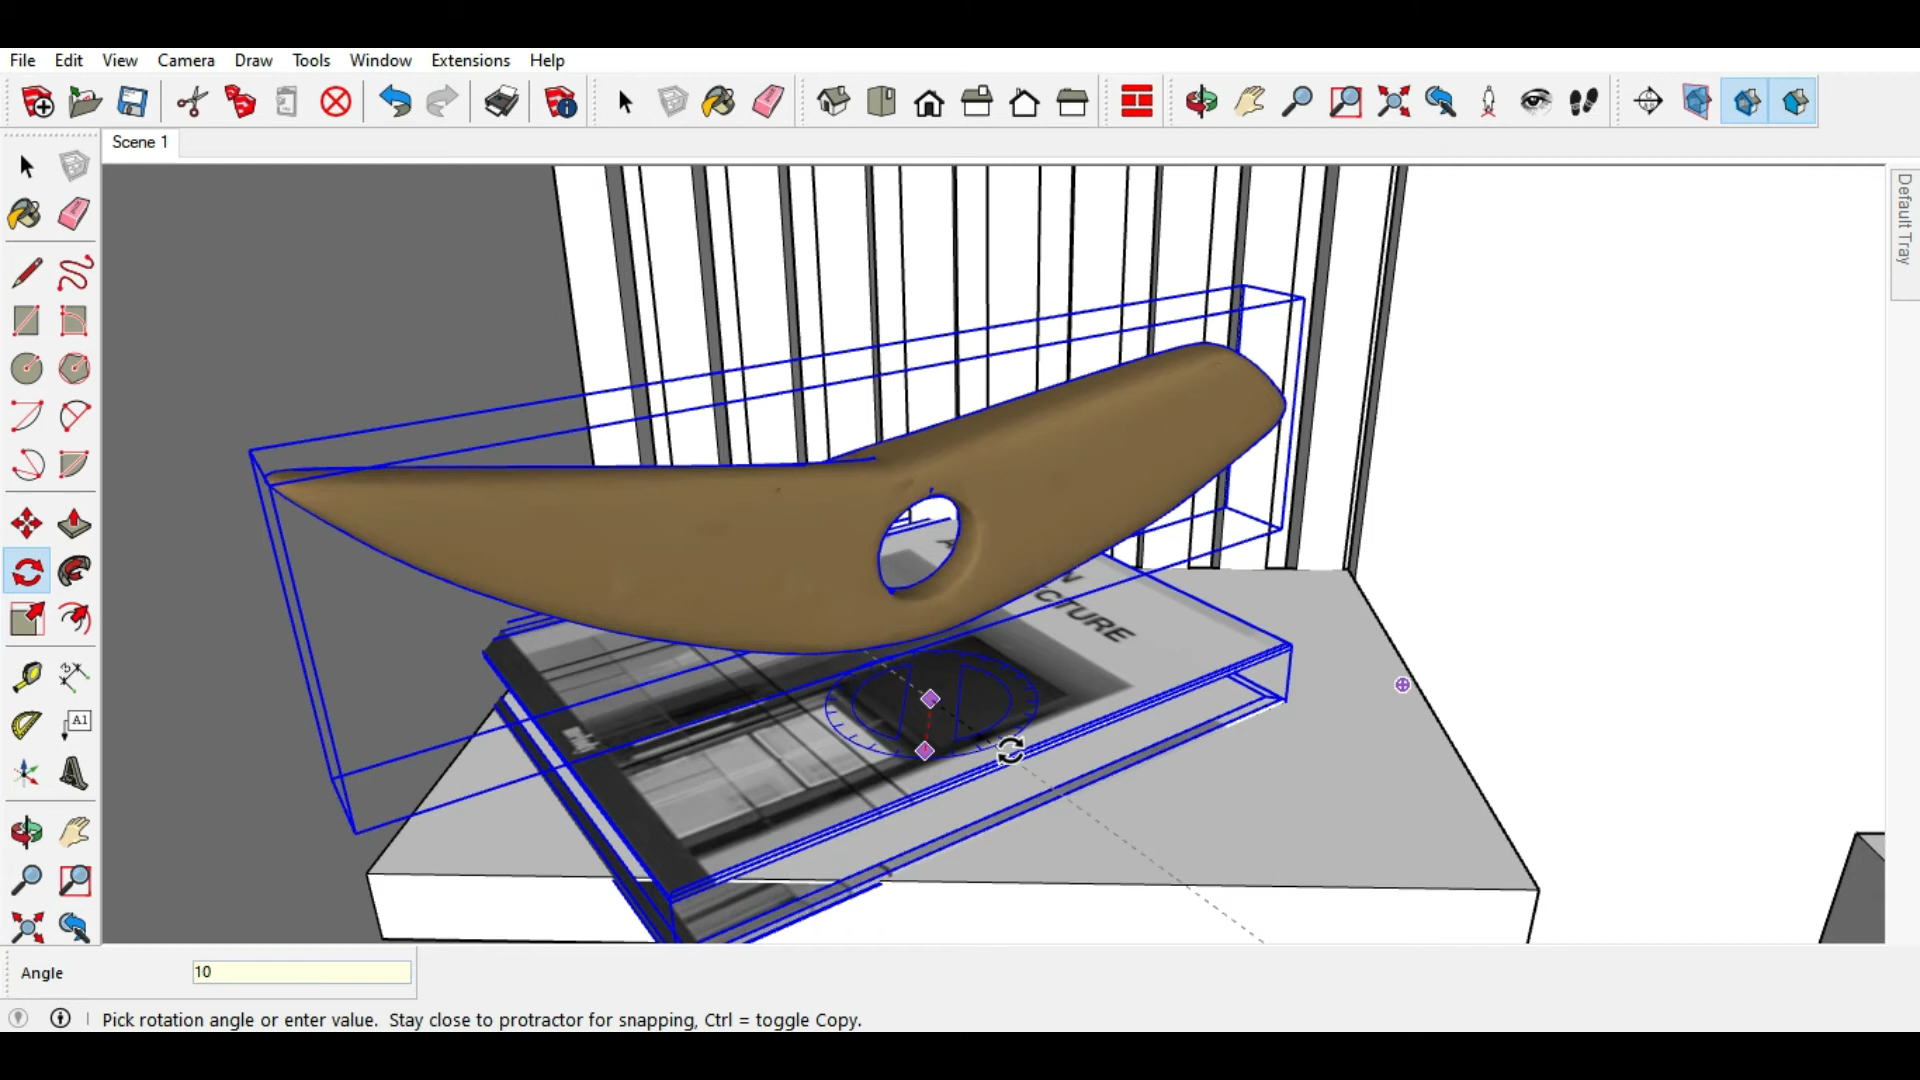 File Edit View Camera Draw Tools Window Extensions Help
Scene 1
Default Tray
A1
CTURE
Angle 10
Pick rotation angle or enter value. Stay close to protractor for snapping, Ctrl = toggle Copy.